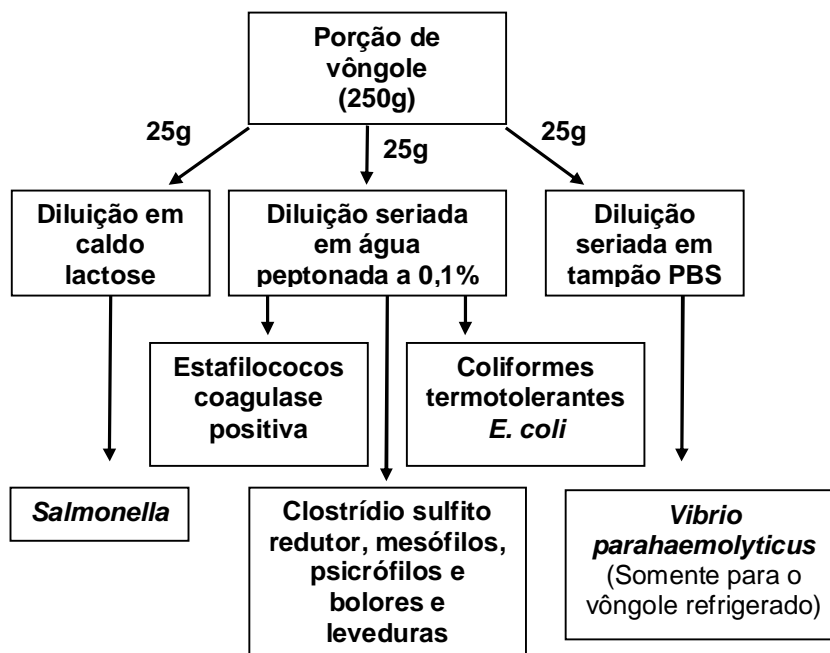 Porção de
vôngole
(250g)
25g
25g
25g
Diluição em
caldo
lactose
Diluição seriada
em água
peptonada a 0,1%
Diluição
seriada em
tampão PBS
Estafilococos
coagulase
positiva
Coliformes
termotolerantes
E. coli
Salmonella
Clostrídio sulfito
redutor, mesófilos,
psicrófilos e
bolores e
leveduras
Vibrio
parahaemolyticus
(Somente para o
vôngole refrigerado)